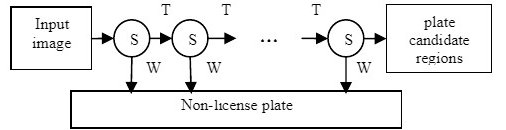 T T T
Input
image
S S ... S
plate
candidate
regions
W W W
Non-license plate